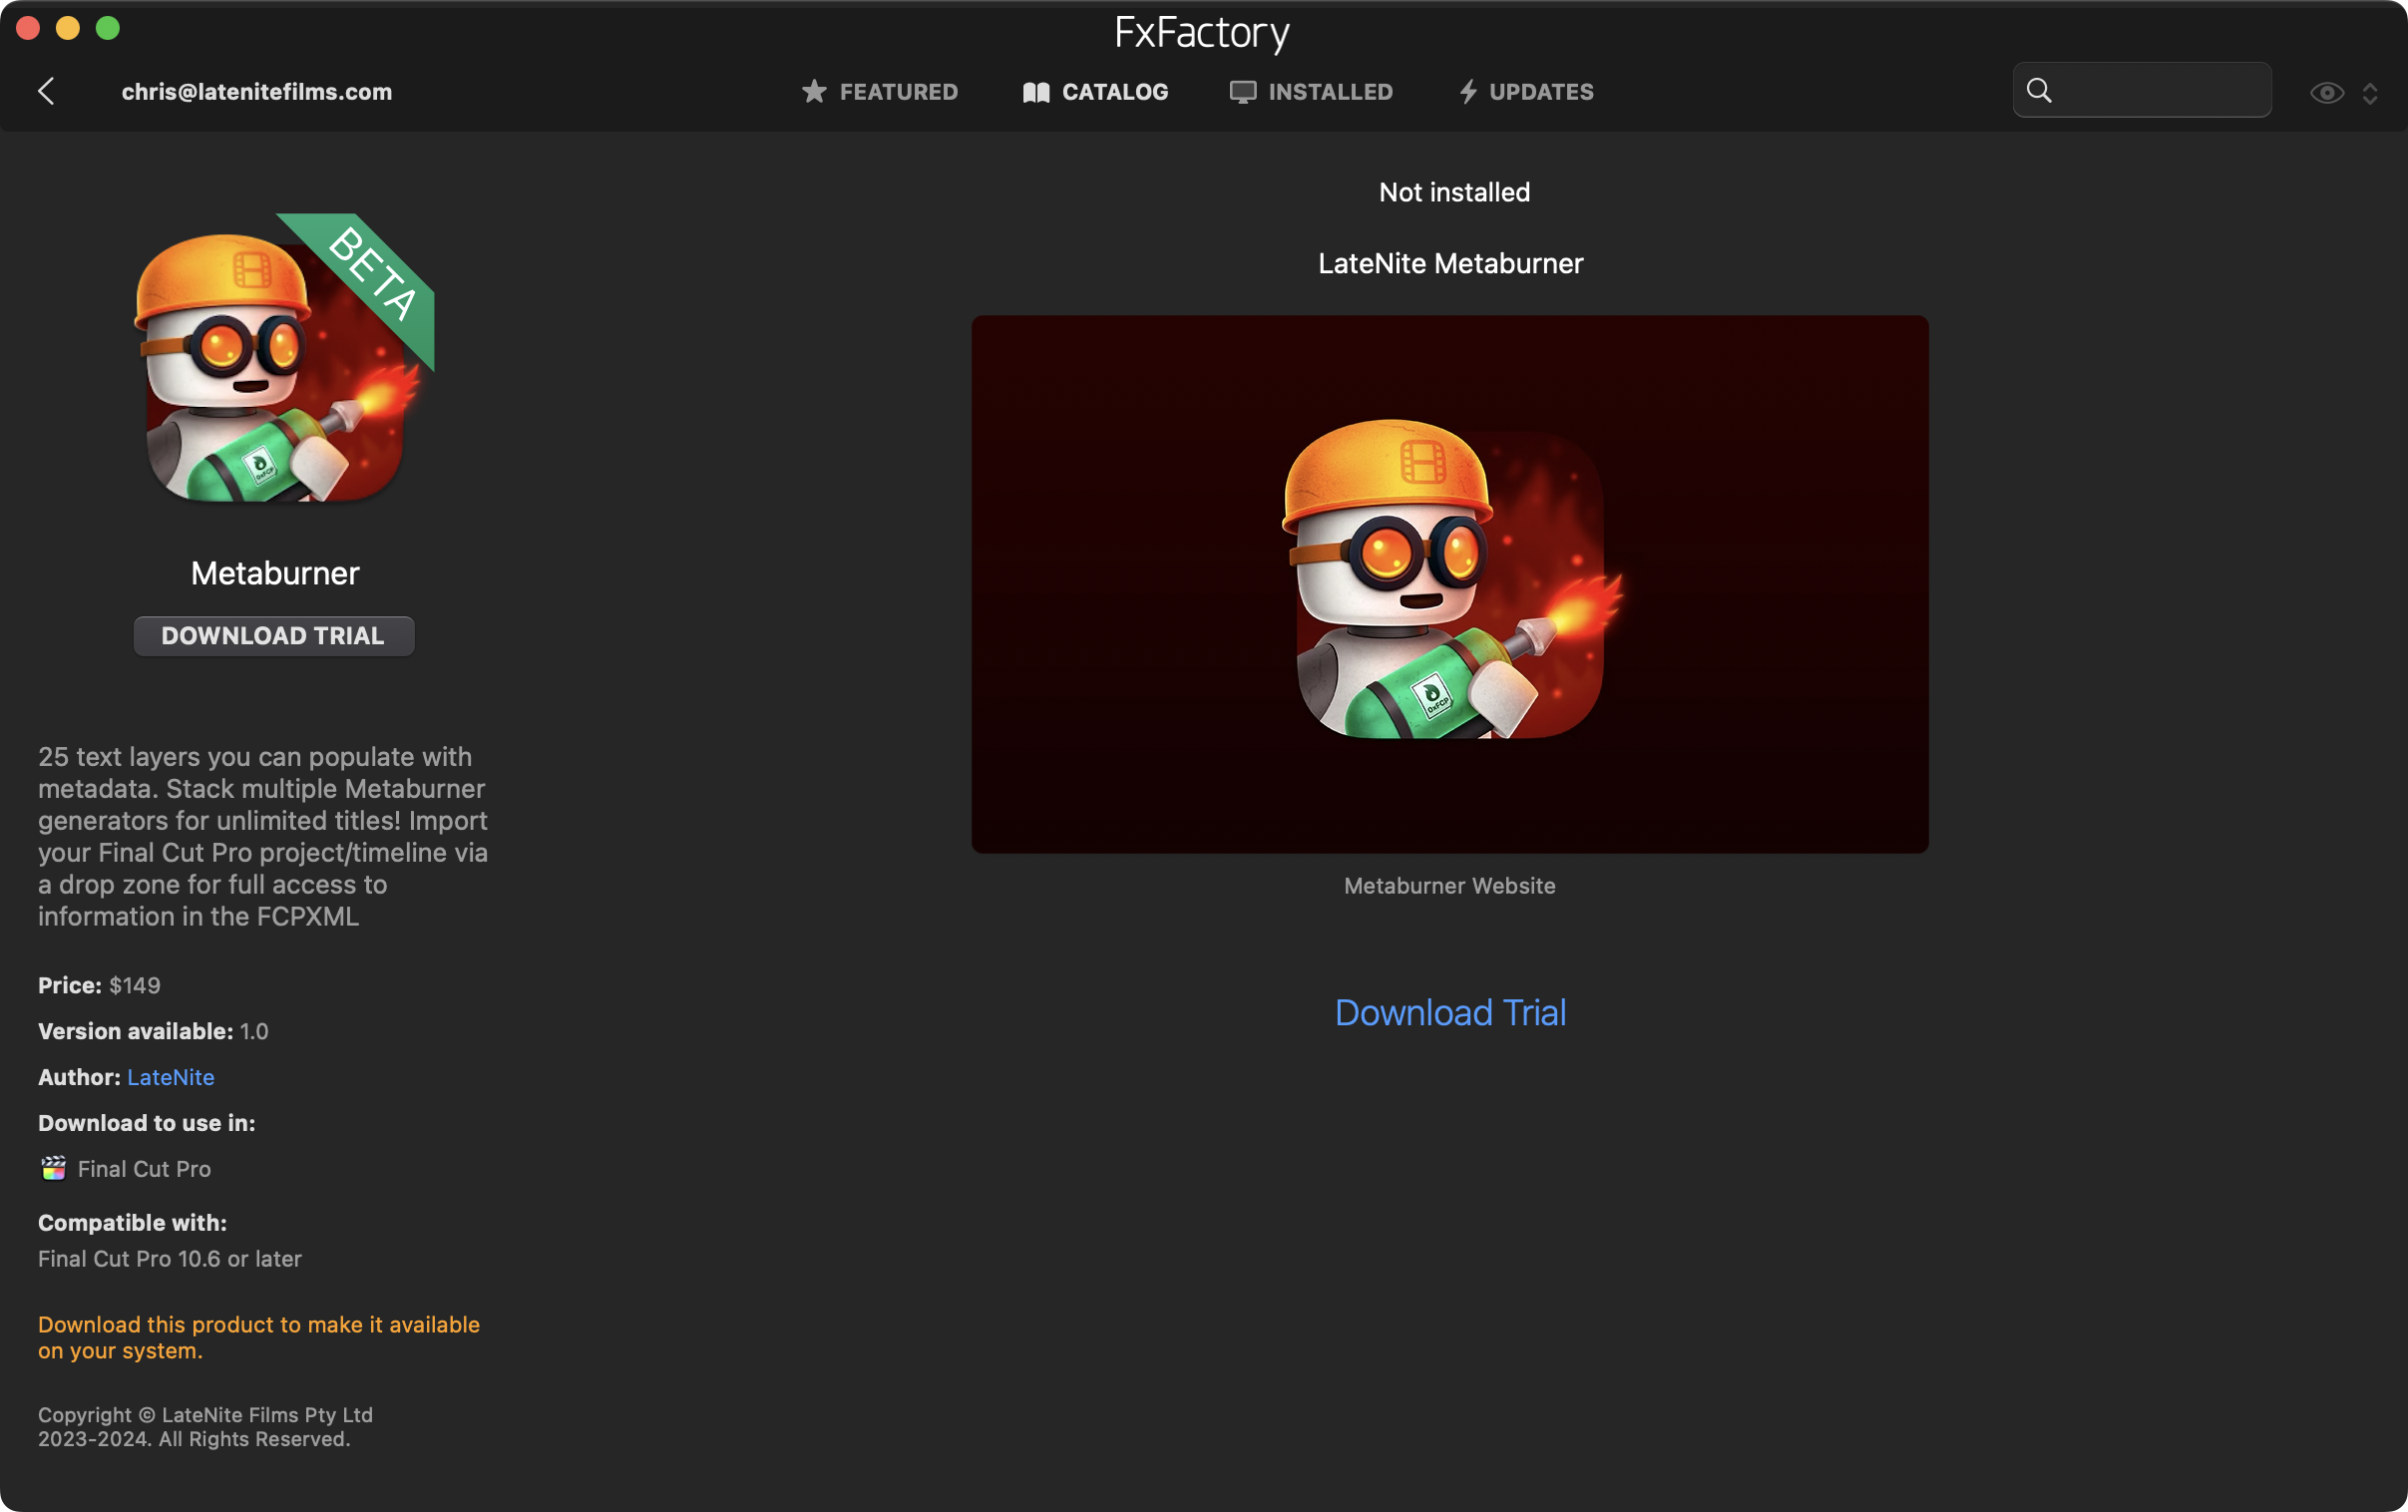 FxFactory
chris@latenitefilms.com
FEATURED
CATALOG
INSTALLED
UPDATES
BETA
Metaburner
DOWNLOAD TRIAL
25 text layers you can populate with
metadata. Stack multiple Metaburner
generators for unlimited titles! Import
your Final Cut Pro project/timeline via
a drop zone for full access to
information in the FCPXML
Price: $149
Version available: 1.0
Author: LateNite
Download to use in:
Final Cut Pro
Compatible with:
Final Cut Pro 10.6 or later
Download this product to make it available
on your system.
Copyright © LateNite Films Pty Ltd
2023-2024. All Rights Reserved.
Not installed
LateNite Metaburner
0xFCP
Metaburner Website
Download Trial